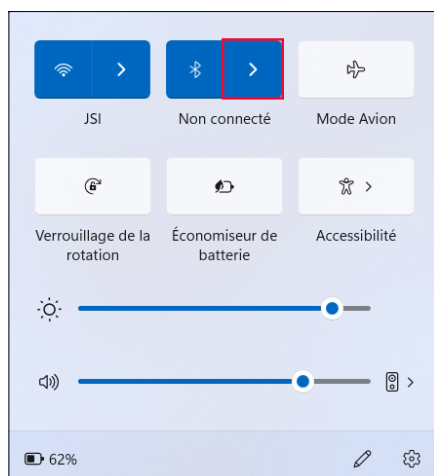 JSI
Non connecté
Mode Avion
Verrouillage de la
rotation
Économiseur de
batterie
Accessibilité
62%